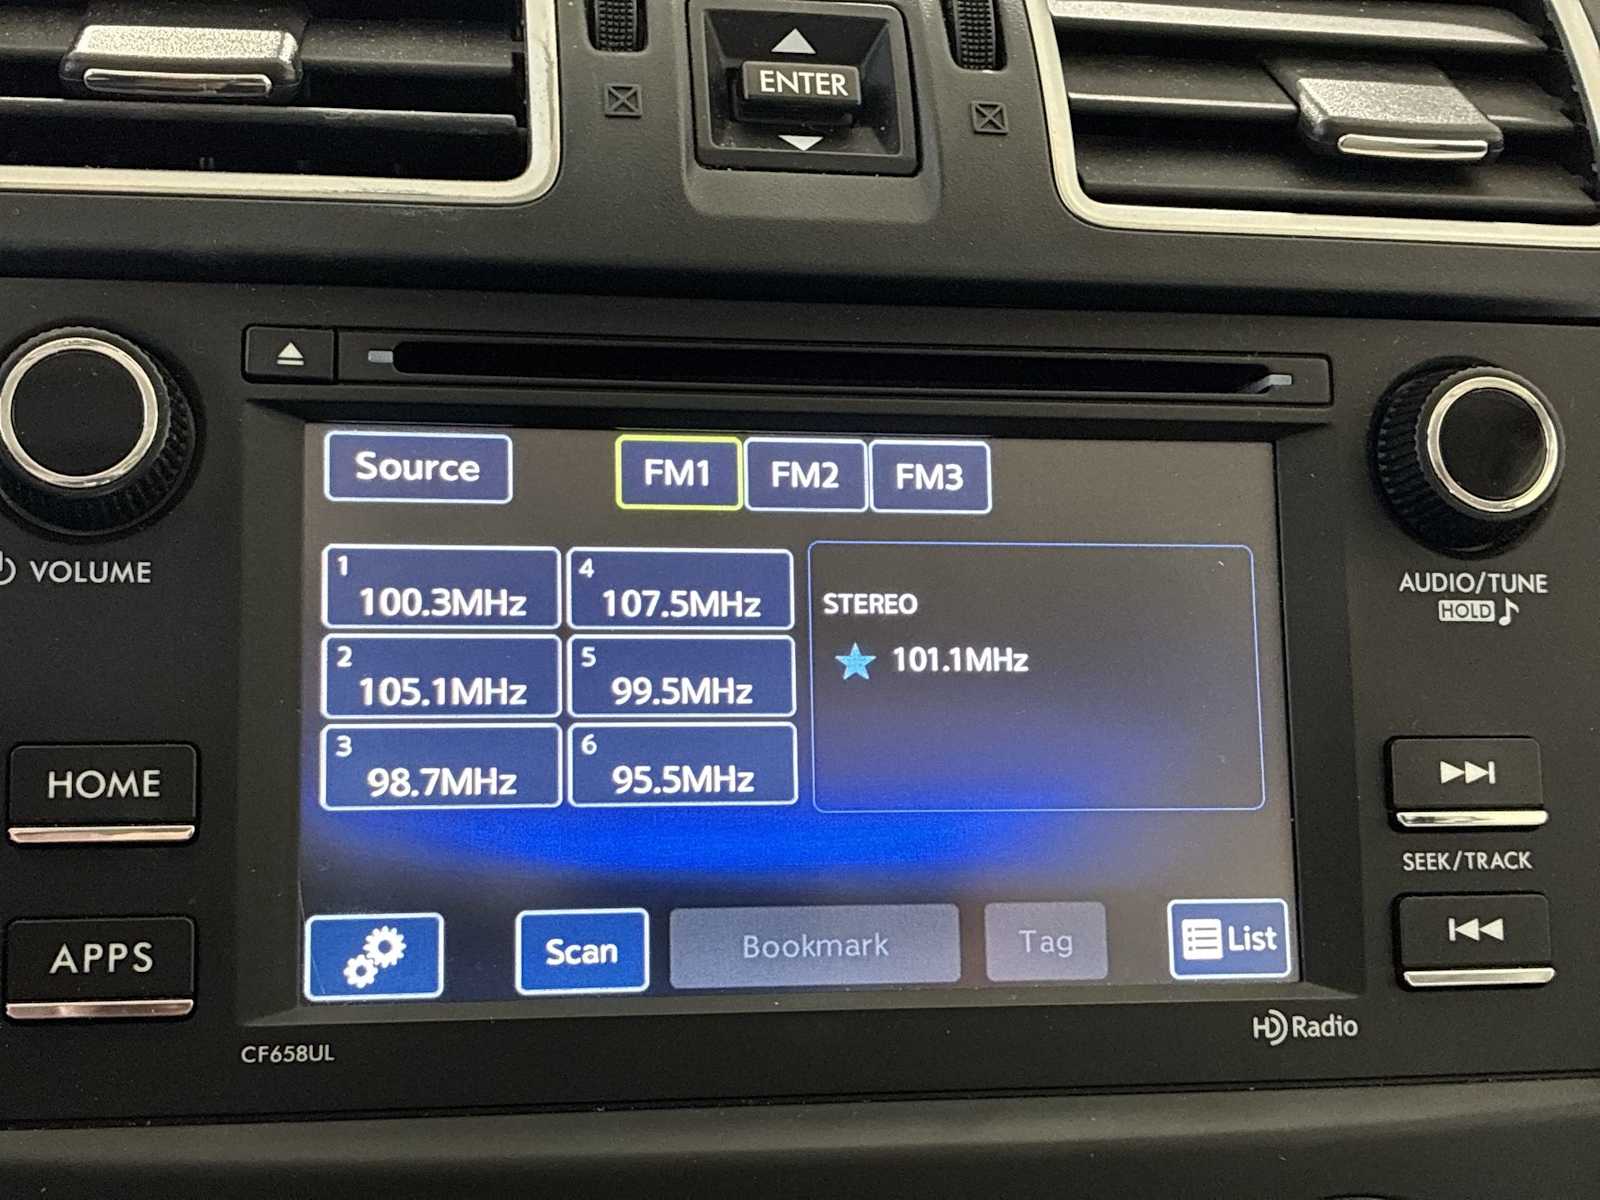 ENTER
Source
FM1 FM2 FM3
1 100.3MHz
4 107.5MHz
2 105.1MHz
5 99.5MHz
3 98.7MHz
6 95.5MHz
STEREO
101.1MHz
Scan
Bookmark
Tag
List
VOLUME
HOME
APPS
AUDIO/TUNE
HOLD
SEEK/TRACK
CF658UL
HD Radio